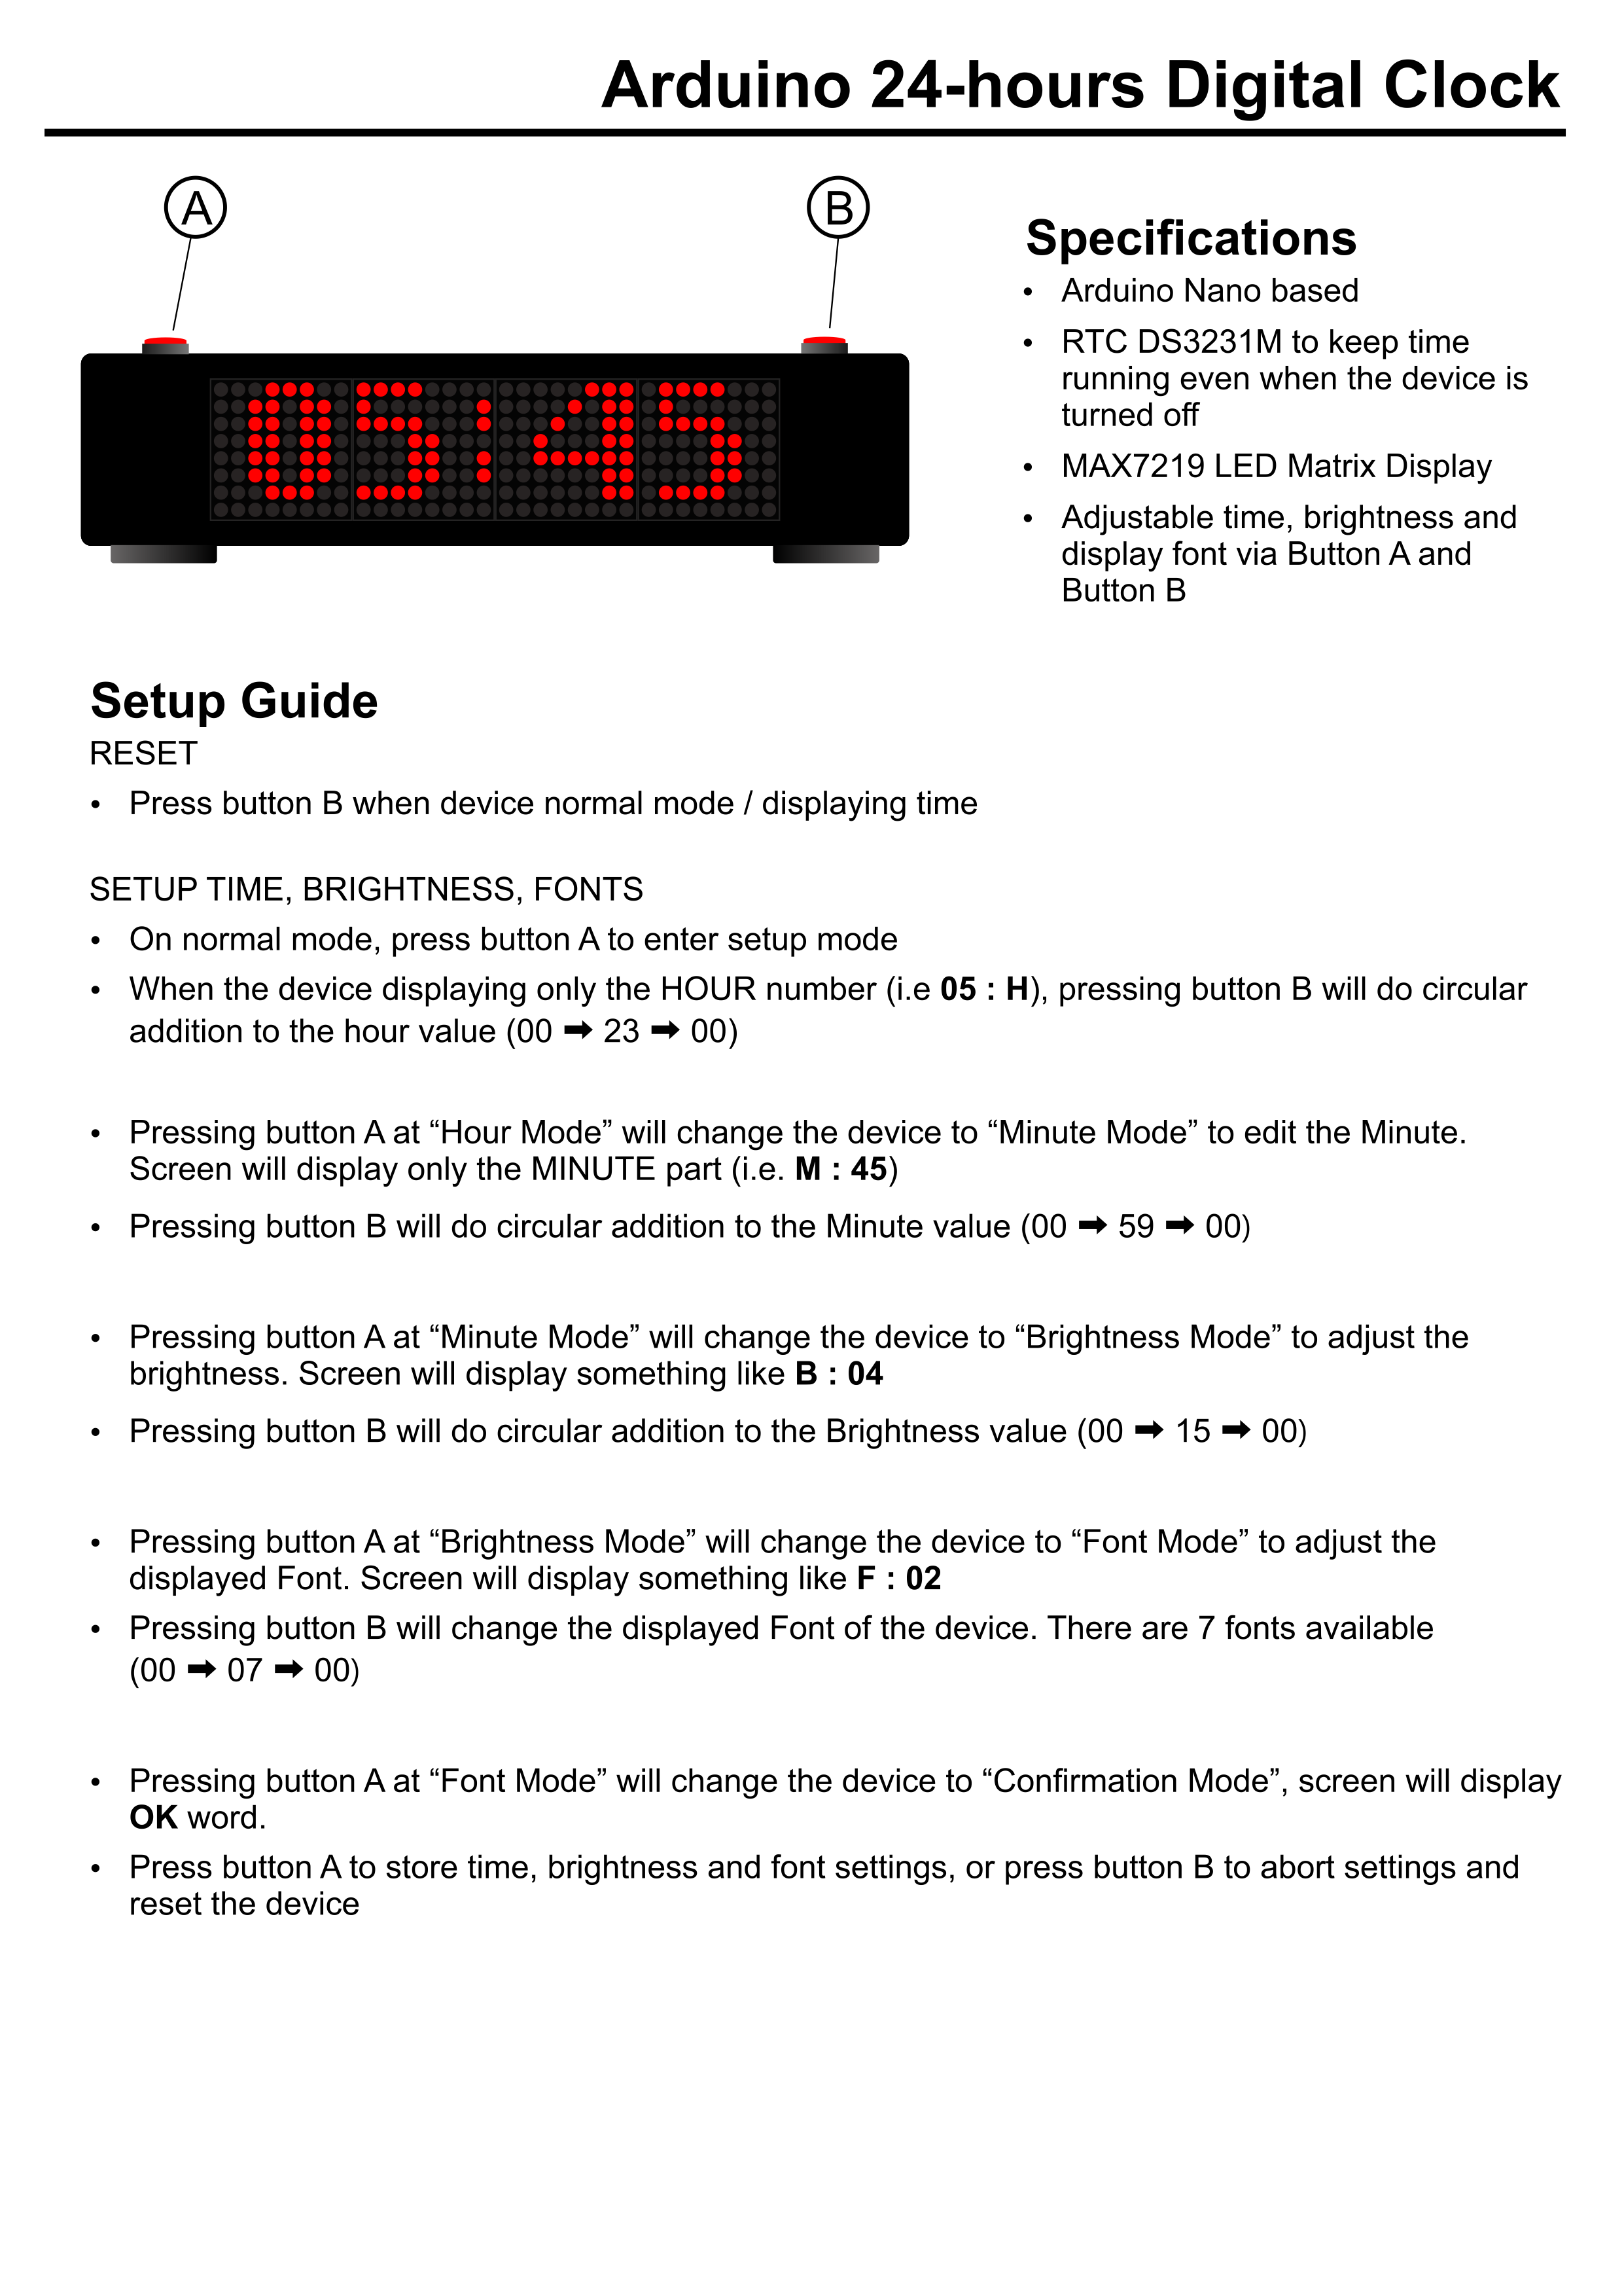 Arduino 24-hours Digital Clock
A
B
05:45
Specifications
• Arduino Nano based
• RTC DS3231M to keep time
running even when the device is
turned off
• MAX7219 LED Matrix Display
• Adjustable time, brightness and
display font via Button A and
Button B
Setup Guide
RESET
• Press button B when device normal mode / displaying time
SETUP TIME, BRIGHTNESS, FONTS
• On normal mode, press button A to enter setup mode
• When the device displaying only the HOUR number (i.e 05 : H), pressing button B will do circular
addition to the hour value (00 ➡ 23 ➡ 00)
• Pressing button A at “Hour Mode” will change the device to “Minute Mode” to edit the Minute.
Screen will display only the MINUTE part (i.e. M : 45)
• Pressing button B will do circular addition to the Minute value (00 ➡ 59 ➡ 00)
• Pressing button A at “Minute Mode” will change the device to “Brightness Mode” to adjust the
brightness. Screen will display something like B : 04
• Pressing button B will do circular addition to the Brightness value (00 ➡ 15 ➡ 00)
• Pressing button A at “Brightness Mode” will change the device to “Font Mode” to adjust the
displayed Font. Screen will display something like F : 02
• Pressing button B will change the displayed Font of the device. There are 7 fonts available
(00 ➡ 07 ➡ 00)
• Pressing button A at “Font Mode” will change the device to “Confirmation Mode”, screen will display
OK word.
• Press button A to store time, brightness and font settings, or press button B to abort settings and
reset the device